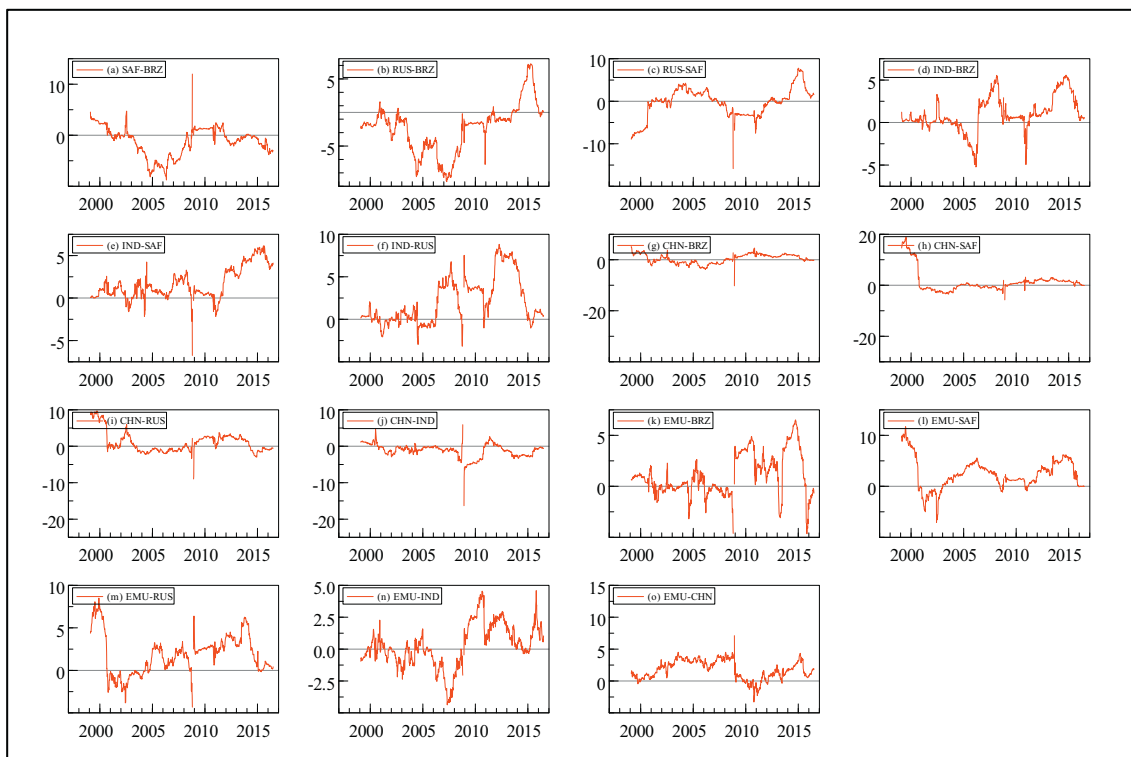 (a) SAF-BRZ
10
0
2000 2005 2010 2015
(b) RUS-BRZ
5
-5
2000 2005 2010 2015
(c) RUS-SAF
10
0
-10
2000 2005 2010 2015
(d) IND-BRZ
5
0
-5
2000 2005 2010 2015
(e) IND-SAF
5
0
-5
2000 2005 2010 2015
(f) IND-RUS
10
5
0
2000 2005 2010 2015
(g) CHN-BRZ
0
-20
2000 2005 2010 2015
(h) CHN-SAF
20
0
-20
2000 2005 2010 2015
(i) CHN-RUS
10
0
-10
-20
2000 2005 2010 2015
(j) CHN-IND
10
0
-10
-20
2000 2005 2010 2015
(k) EMU-BRZ
5
0
2000 2005 2010 2015
(l) EMU-SAF
10
0
2000 2005 2010 2015
(m) EMU-RUS
10
5
0
2000 2005 2010 2015
(n) EMU-IND
5.0
2.5
0.0
-2.5
2000 2005 2010 2015
(o) EMU-CHN
15
10
5
0
2000 2005 2010 2015